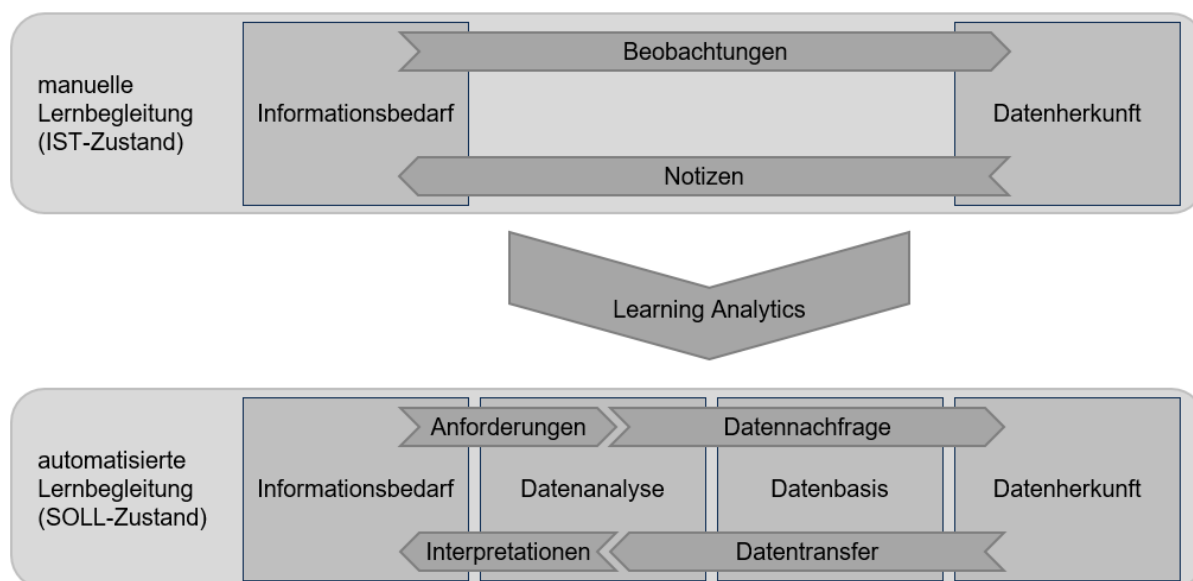 Beobachtungen
manuelle
Lernbegleitung
(IST-Zustand)
Informationsbedarf
Datenherkunft
Notizen
Learning Analytics
Anforderungen
Datennachfrage
automatisierte
Lernbegleitung
(SOLL-Zustand)
Informationsbedarf
Datenanalyse
Datenbasis
Datenherkunft
Interpretationen
Datentransfer